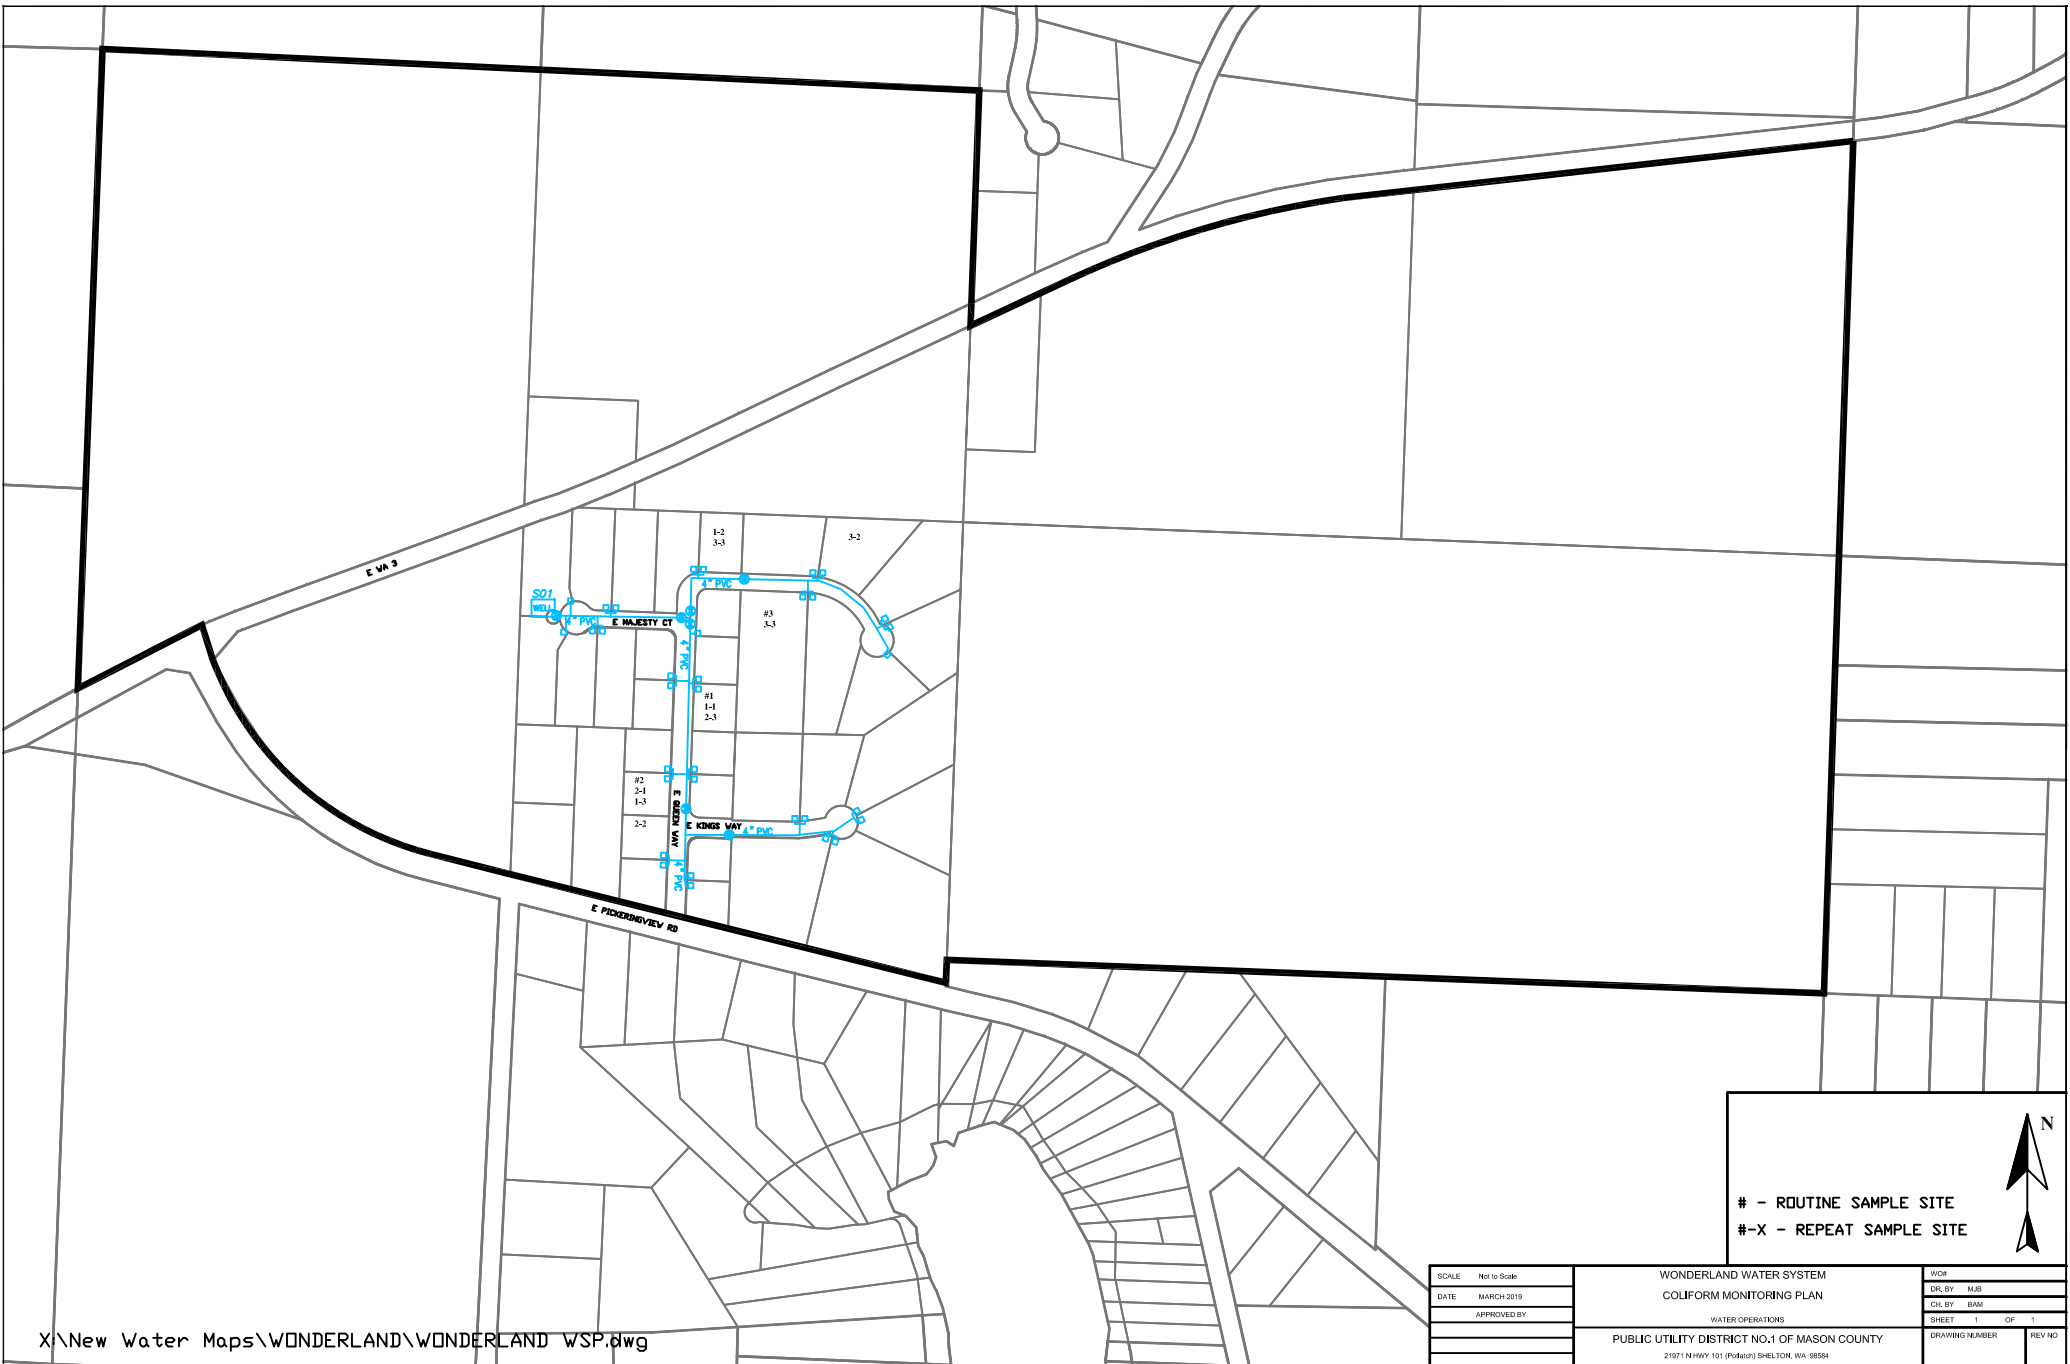 1-2
3-3
3-2
E WA 3
4" PVC
S01
WELL
4" PVC
E MAJESTY CT
#3
3-3
4" PVC
#1
1-1
2-3
#2
2-1
1-3
2-2
E QUEEN WAY
E KINGS WAY
4" PVC
4" PVC
E PICKERINGVIEW RD
N
# - ROUTINE SAMPLE SITE
#-X - REPEAT SAMPLE SITE
SCALE Not to Scale
DATE MARCH 2019
APPROVED BY
WONDERLAND WATER SYSTEM
COLIFORM MONITORING PLAN
WATER OPERATIONS
PUBLIC UTILITY DISTRICT NO.1 OF MASON COUNTY
21971 N HWY 101 (Potlatch) SHELTON, WA 98584
WO#
DR. BY MJB
CH. BY BAM
SHEET 1 OF 1
DRAWING NUMBER REV NO
X:\New Water Maps\WONDERLAND\WONDERLAND WSP.dwg